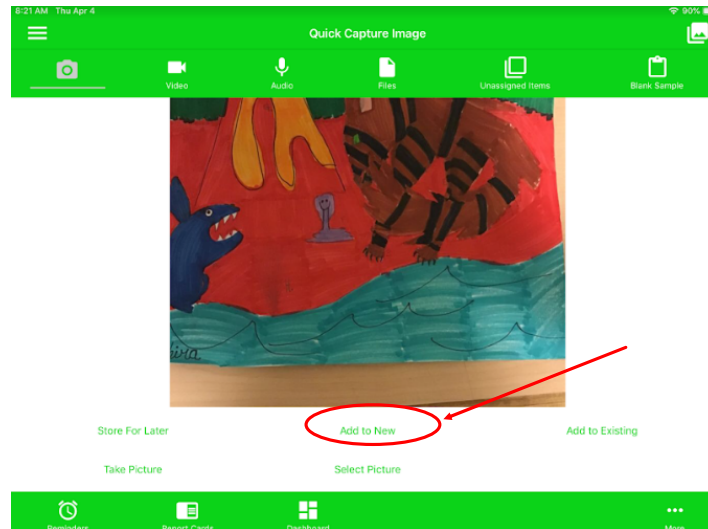 8:21 AM Thu Apr 4
90%
Quick Capture Image
Video
Audio
Files
Unassigned Items
Blank Sample
Store For Later
Add to New
Add to Existing
Take Picture
Select Picture
Reminders
Report Cards
Dashboard
More